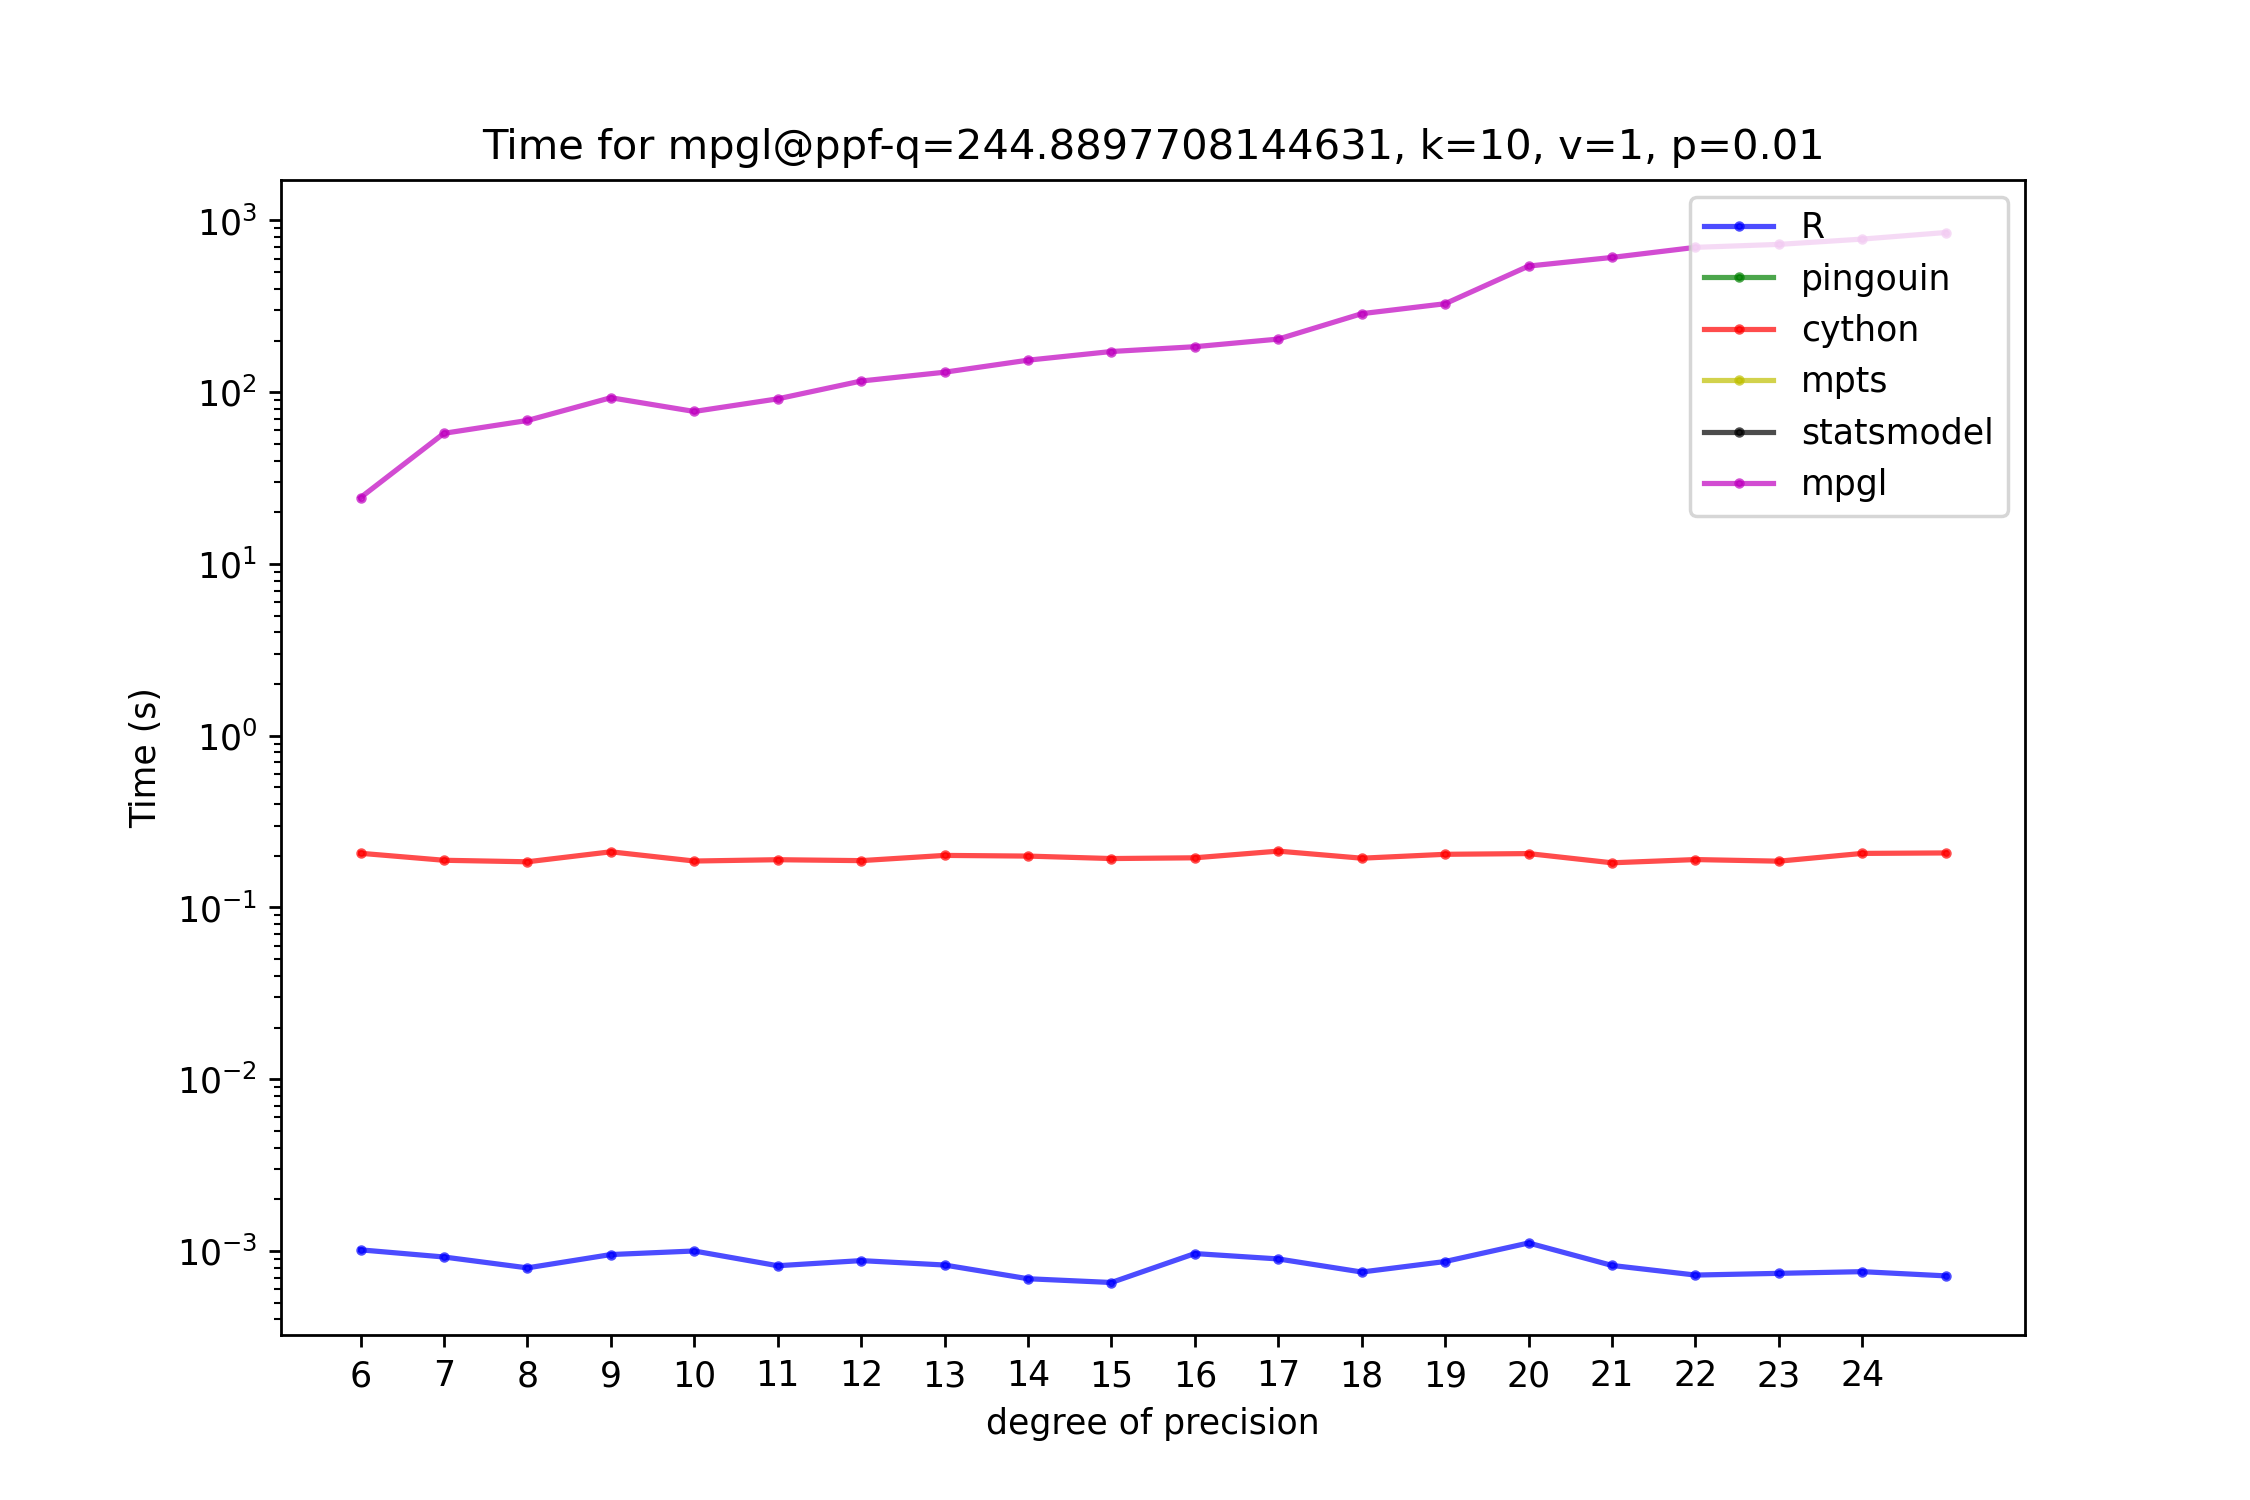 Time for mpgl@ppf-q=244.8897708144631, k=10, v=1, p=0.01
10³
10²
10¹
10⁰
10⁻¹
10⁻²
10⁻³
Time (s)
R
pingouin
cython
mpts
statsmodel
mpgl
6 7 8 9 10 11 12 13 14 15 16 17 18 19 20 21 22 23 24
degree of precision